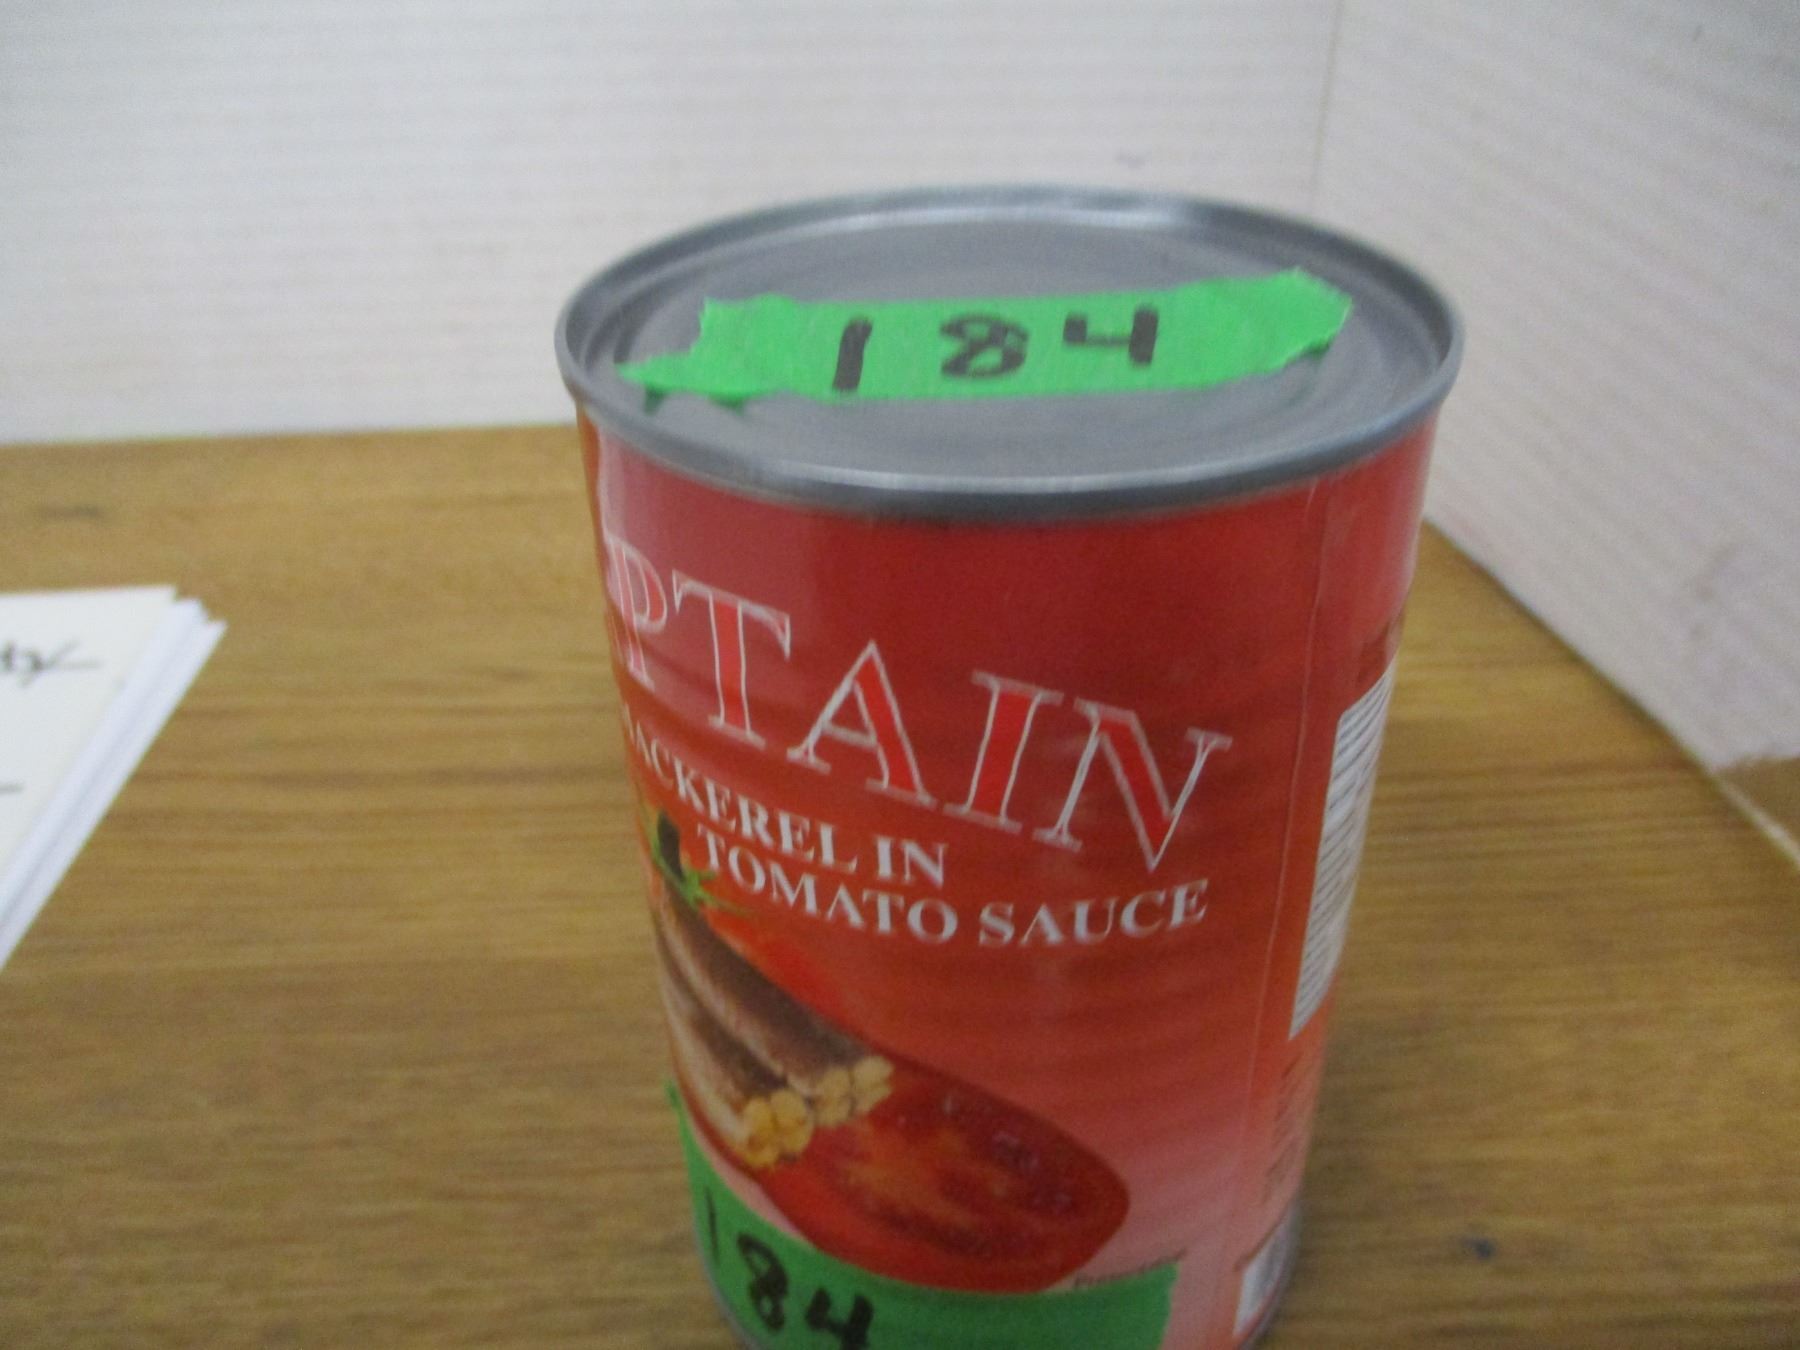 184
PTAIN
ACKEREL IN
TOMATO SAUCE
184